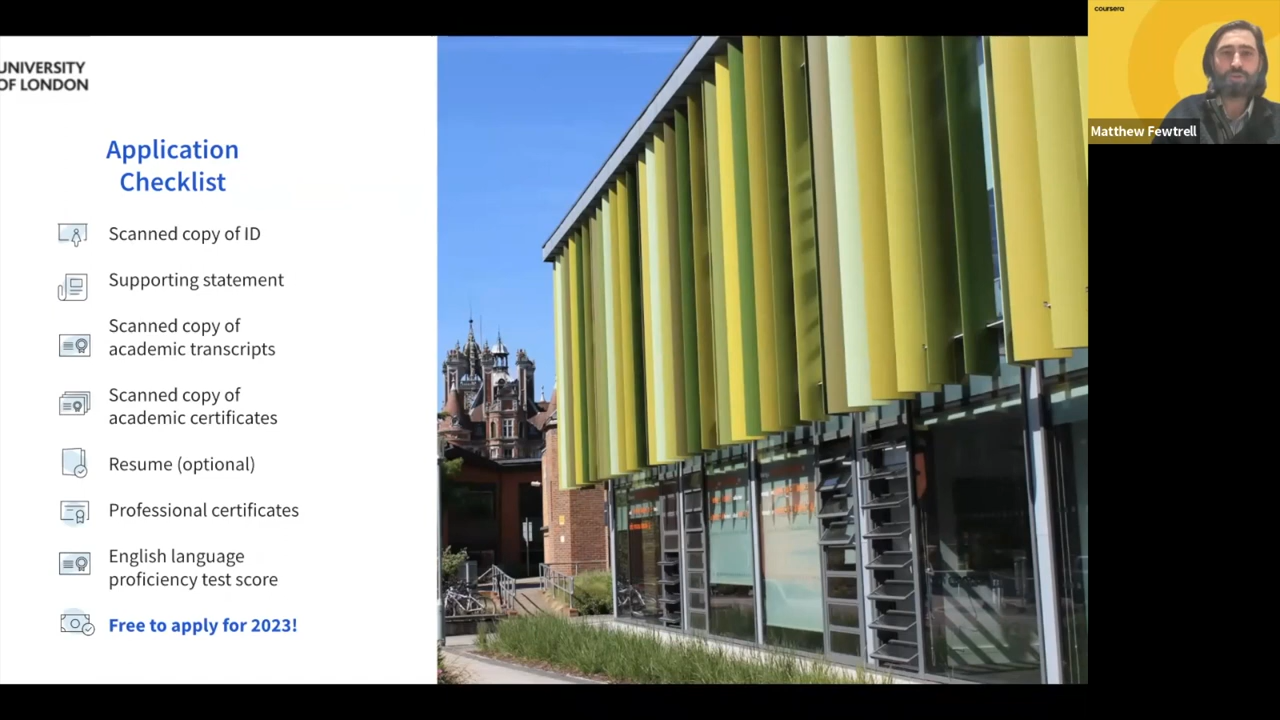 UNIVERSITY
OF LONDON
Application
Checklist
Scanned copy of ID
Supporting statement
Scanned copy of
academic transcripts
Scanned copy of
academic certificates
Resume (optional)
Professional certificates
English language
proficiency test score
Free to apply for 2023!
coursera
Matthew Fewtrell